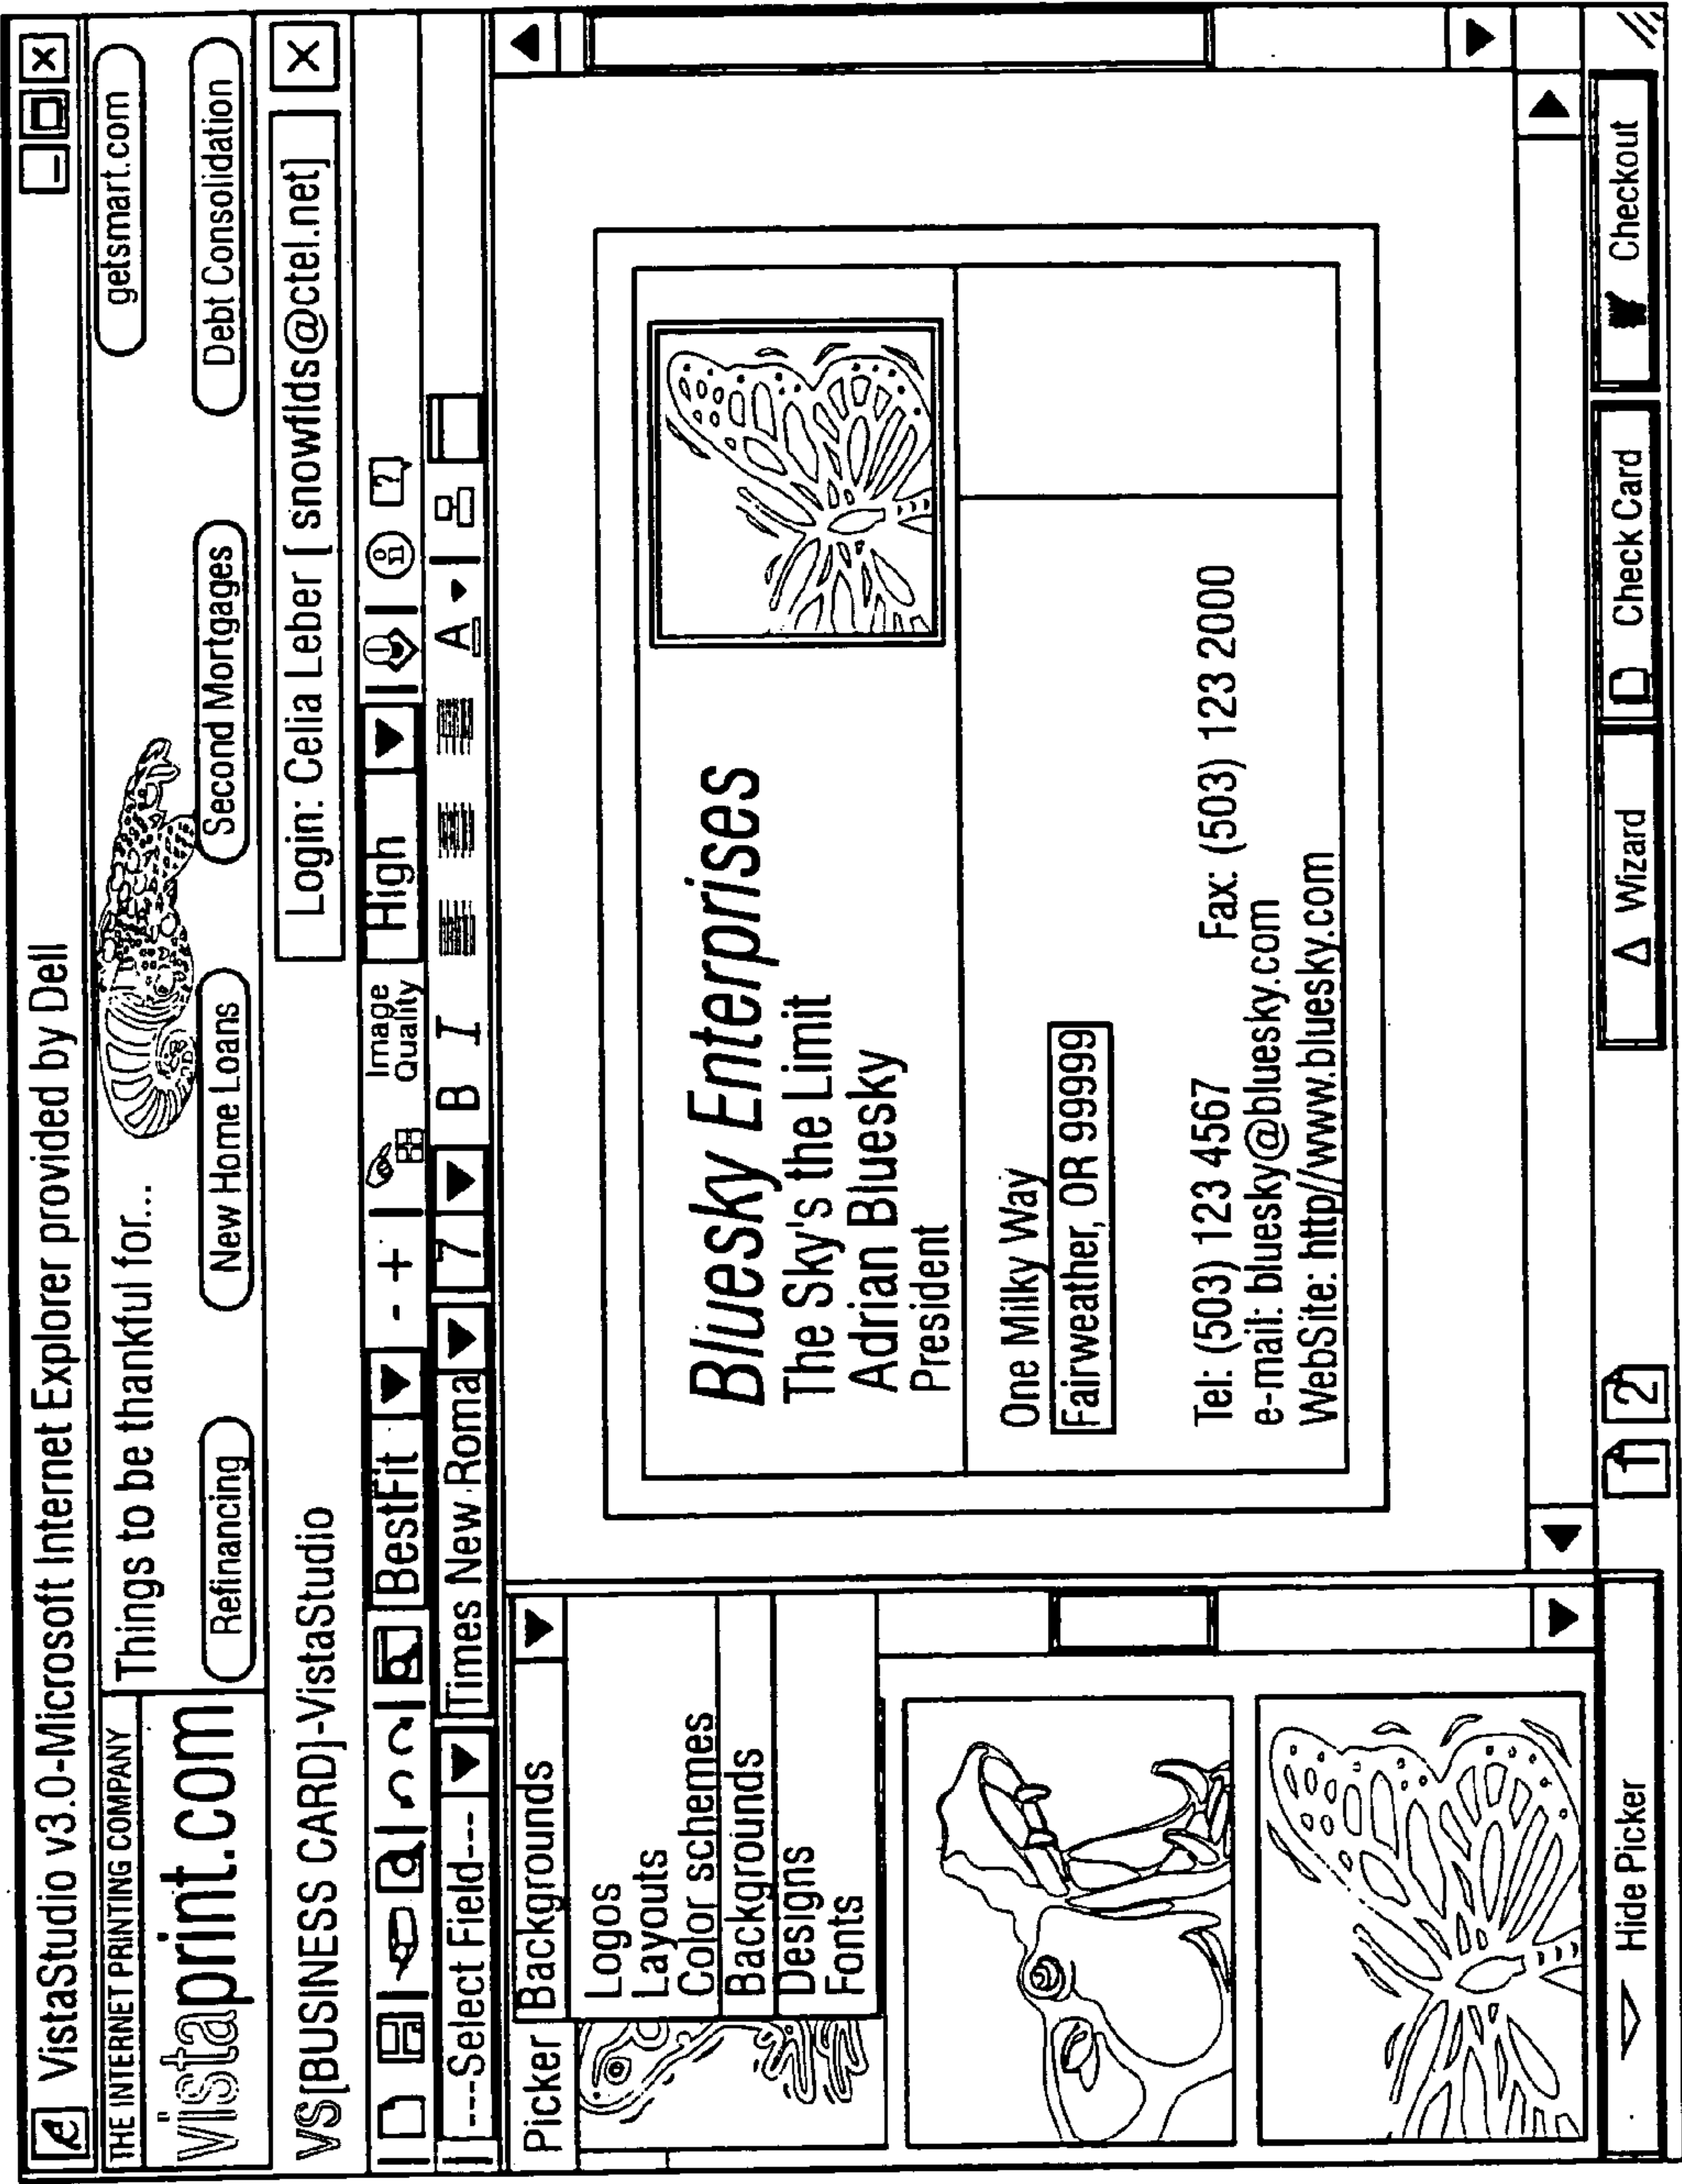 VistaStudio v3.0-Microsoft Internet Explorer provided by Dell
THE INTERNET PRINTING COMPANY
vistaprint.com
Things to be thankful for...
getsmart.com
Refinancing
New Home Loans
Second Mortgages
Debt Consolidation
VS[BUSINESS CARD]-VistaStudio
Login: Celia Leber [ snowflds@ctel.net]
BestFit
- +
Image
Quality
High
?
---Select Field---
Times New Roma
7
B I
A
Picker
Backgrounds
Logos
Layouts
Color schemes
Backgrounds
Designs
Fonts
Bluesky Enterprises
The Sky's the Limit
Adrian Bluesky
President
One Milky Way
Fairweather, OR 99999
Tel: (503) 123 4567 Fax: (503) 123 2000
e-mail: bluesky@bluesky.com
WebSite: http//www.bluesky.com
Hide Picker
1 2
Wizard
Check Card
Checkout